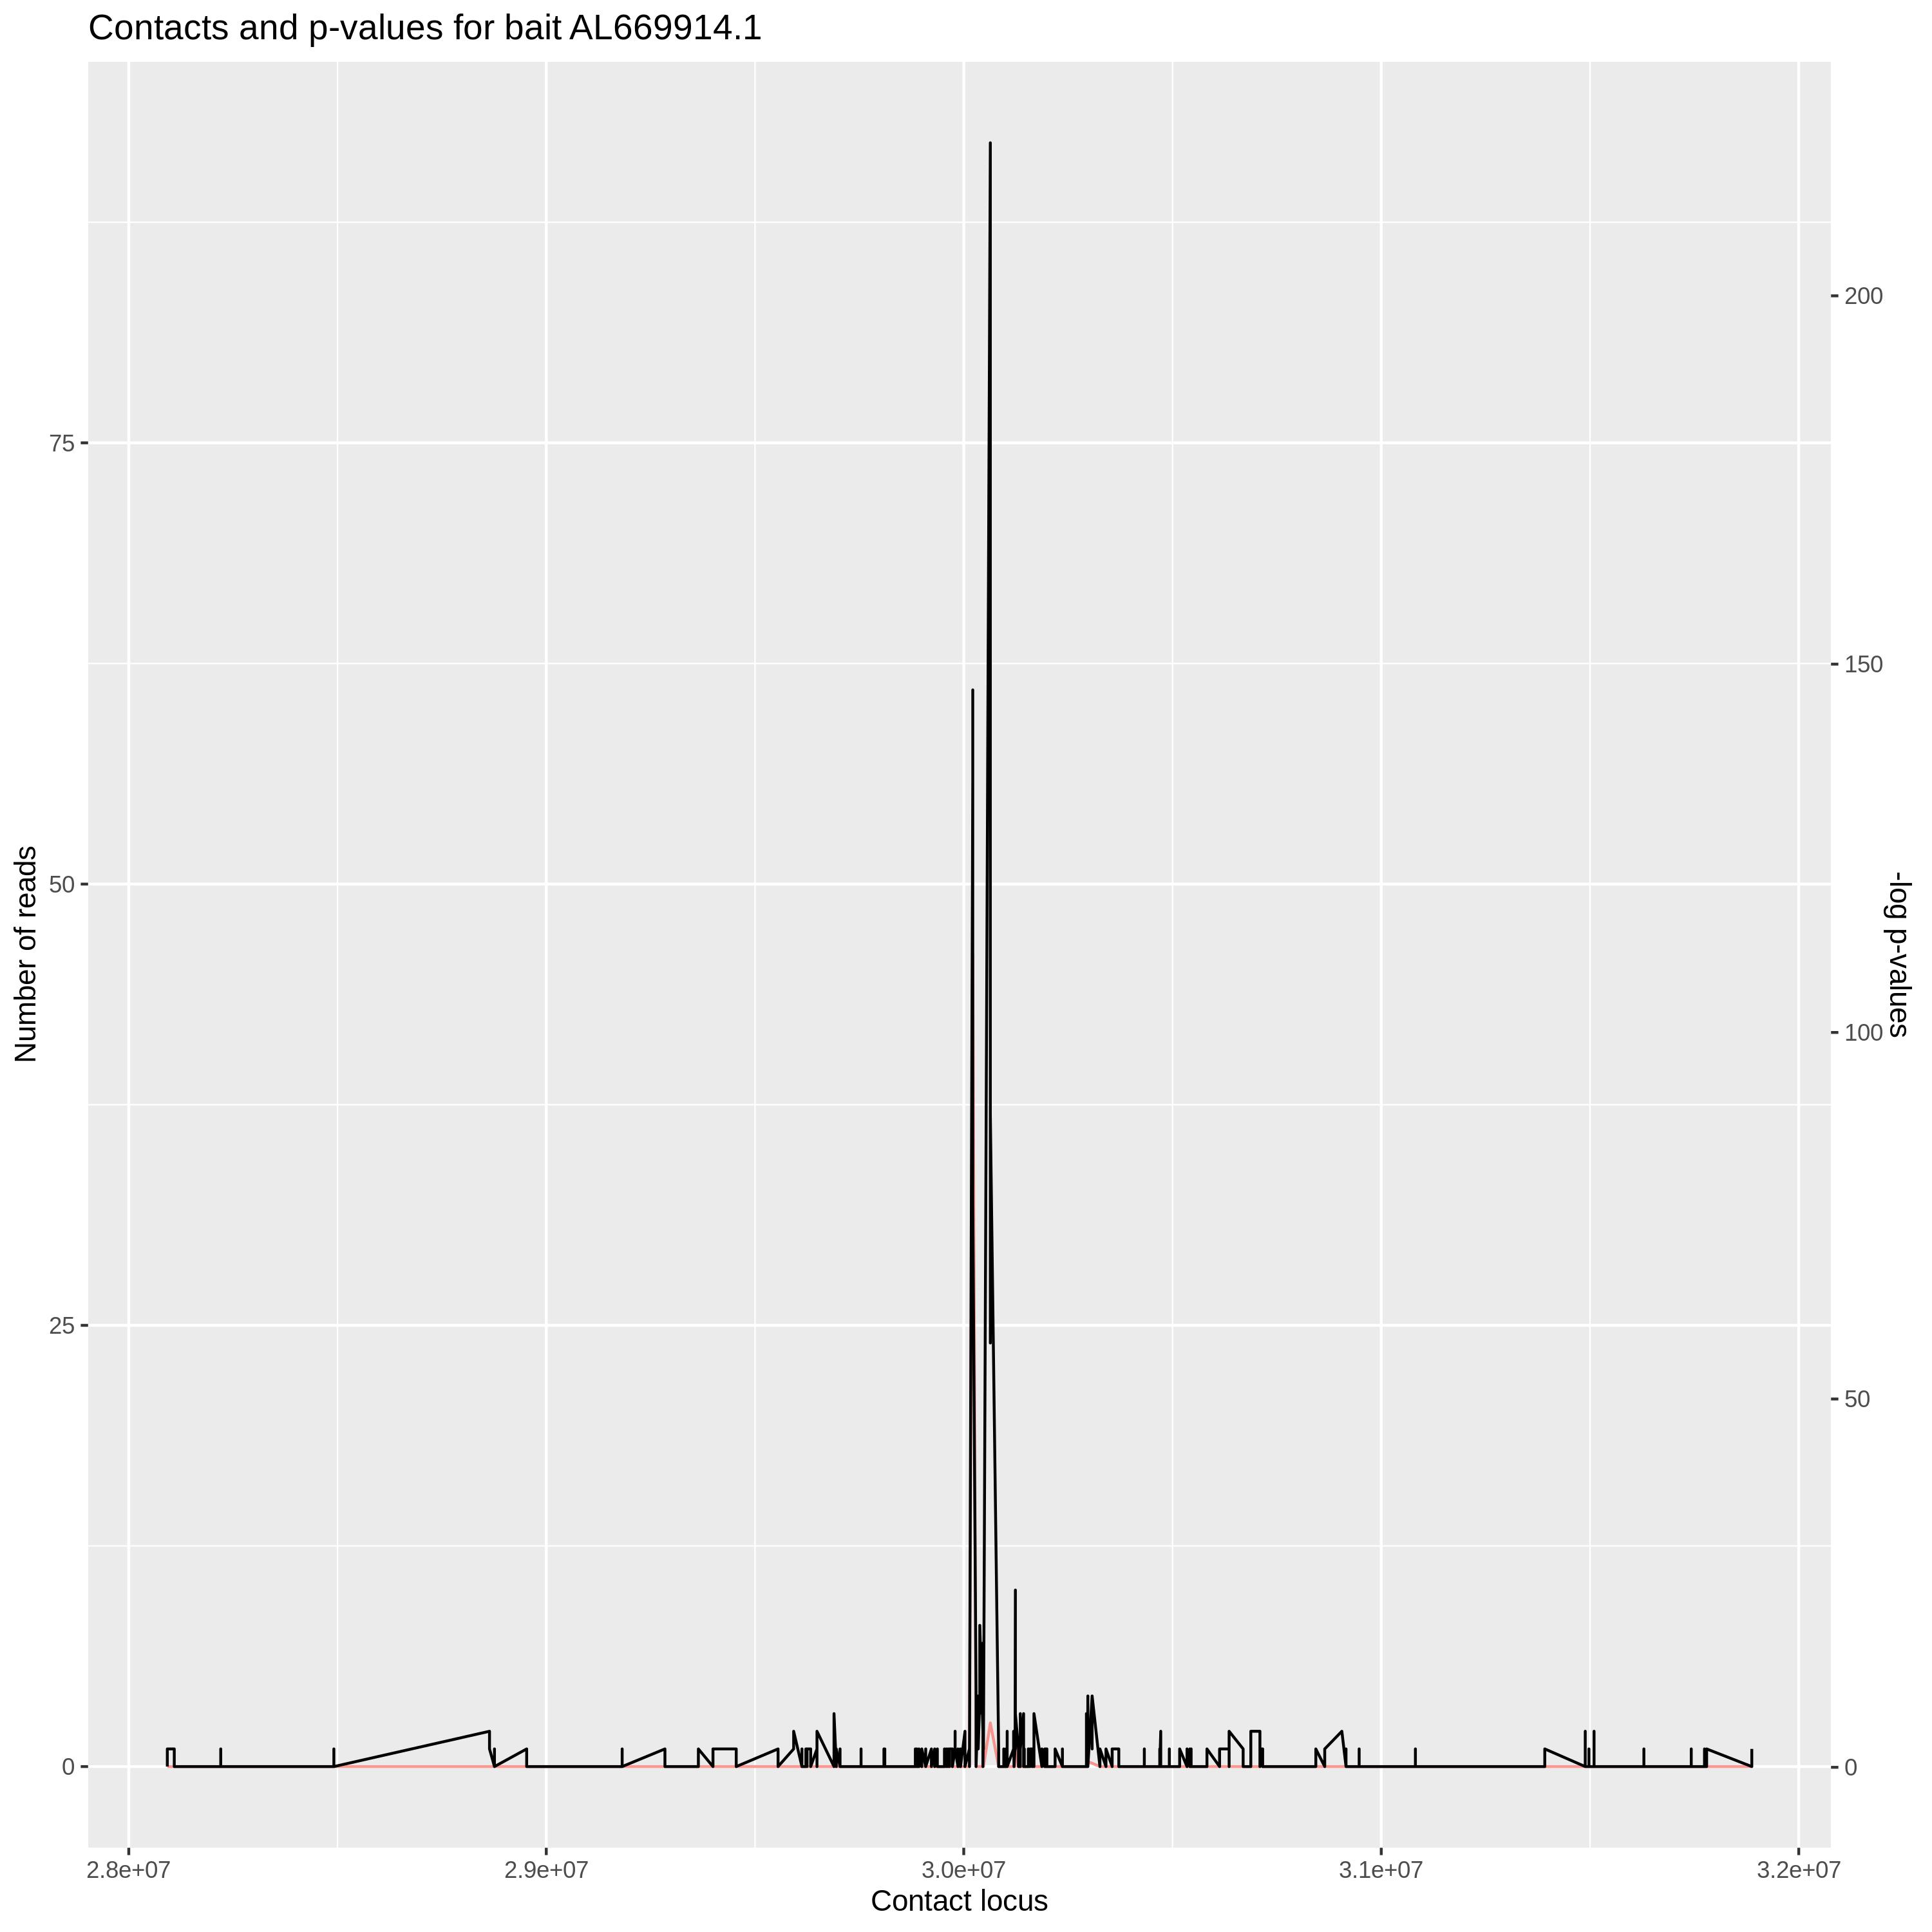 Contacts and p-values for bait AL669914.1
75
50
25
0
Number of reads
200
150
100
50
0
-log p-values
2.8e+07 2.9e+07 3.0e+07 3.1e+07 3.2e+07
Contact locus